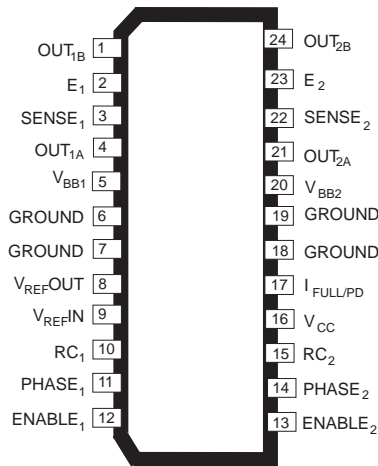 OUT1B 1
E1 2
SENSE1 3
OUT1A 4
VBB1 5
GROUND 6
GROUND 7
VREFOUT 8
VREFIN 9
RC1 10
PHASE1 11
ENABLE1 12
24 OUT2B
23 E2
22 SENSE2
21 OUT2A
20 VBB2
19 GROUND
18 GROUND
17 IFULL/PD
16 VCC
15 RC2
14 PHASE2
13 ENABLE2